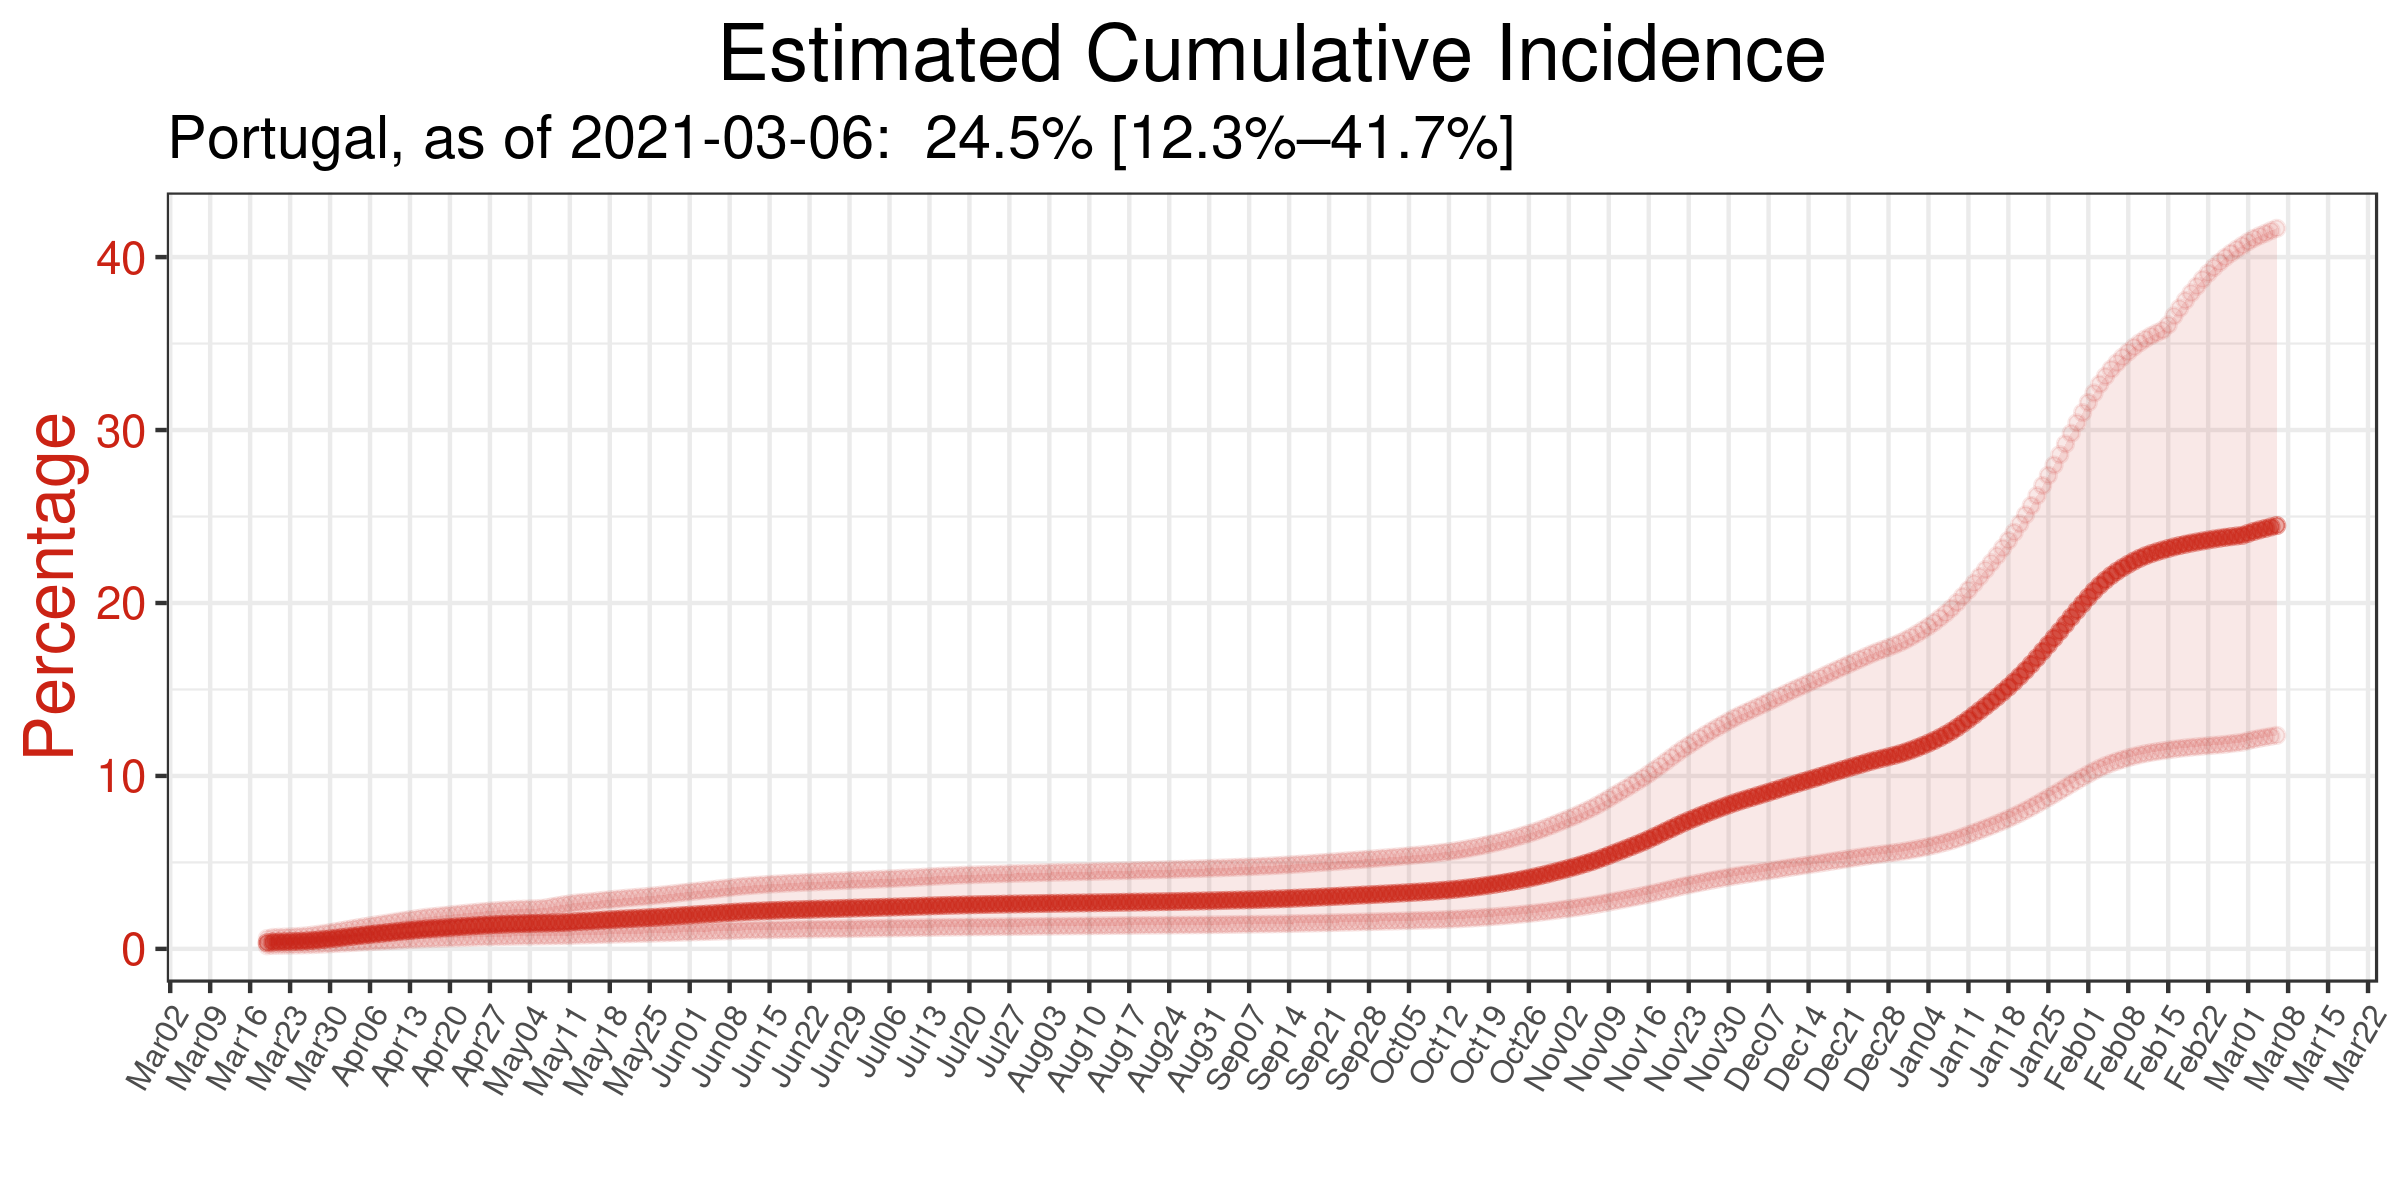 Estimated Cumulative Incidence
Portugal, as of 2021-03-06:  24.5% [12.3%–41.7%]
Percentage
40
30
20
10
0
Mar02
Mar09
Mar16
Mar23
Mar30
Apr06
Apr13
Apr20
Apr27
May04
May11
May18
May25
Jun01
Jun08
Jun15
Jun22
Jun29
Jul06
Jul13
Jul20
Jul27
Aug03
Aug10
Aug17
Aug24
Aug31
Sep07
Sep14
Sep21
Sep28
Oct05
Oct12
Oct19
Oct26
Nov02
Nov09
Nov16
Nov23
Nov30
Dec07
Dec14
Dec21
Dec28
Jan04
Jan11
Jan18
Jan25
Feb01
Feb08
Feb15
Feb22
Mar01
Mar08
Mar15
Mar22